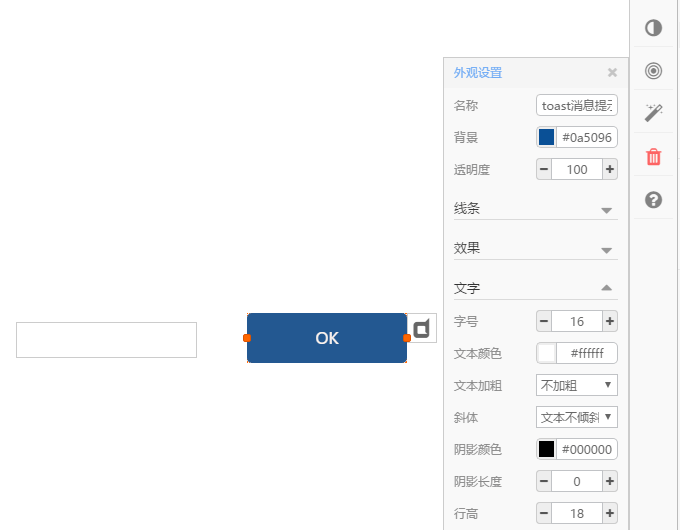 外观设置
名称 toast消息提示
背景 #0a5096
透明度 100
线条
效果
文字
字号 16
OK
文本颜色 #ffffff
文本加粗 不加粗
斜体 文本不倾斜
阴影颜色 #000000
阴影长度 0
行高 18